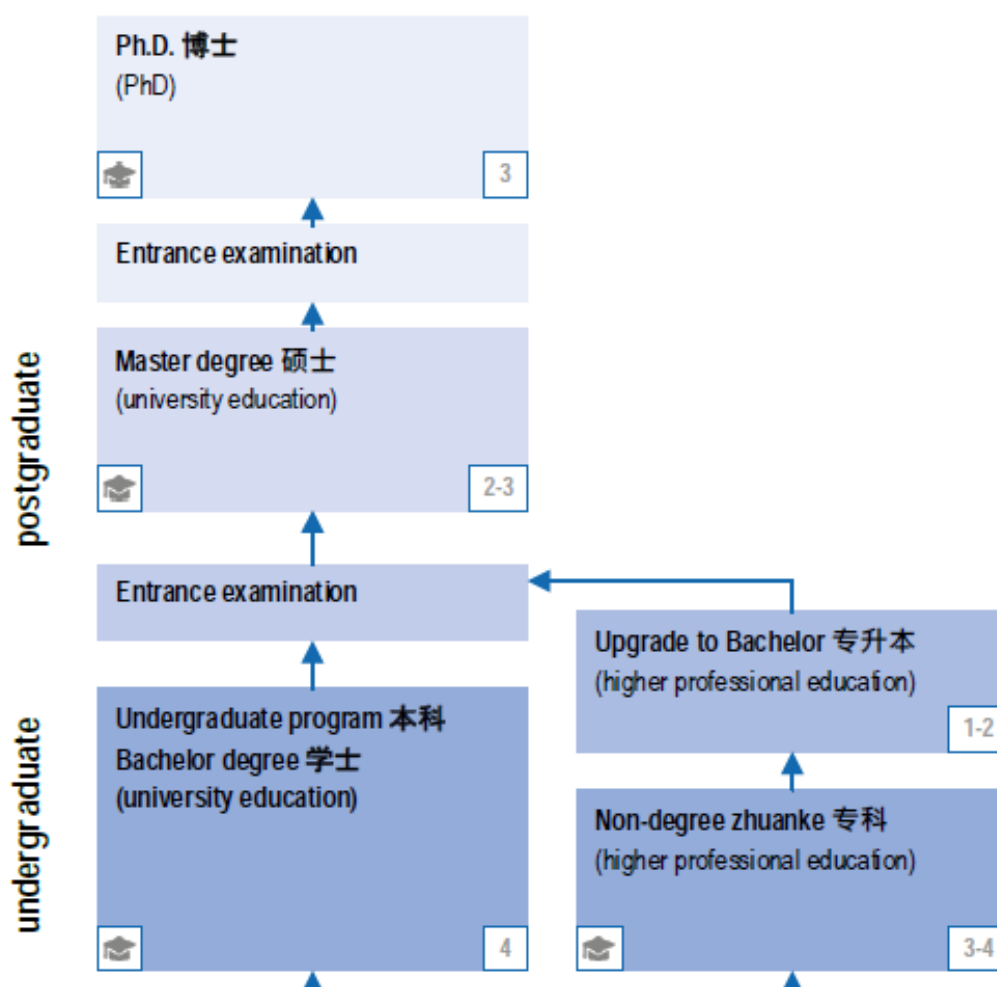 Ph.D. 博士
(PhD)
3
Entrance examination
Master degree 硕士
(university education)
2-3
postgraduate
Entrance examination
Upgrade to Bachelor 专升本
(higher professional education)
1-2
Undergraduate program 本科
Bachelor degree 学士
(university education)
4
undergraduate
Non-degree zhuanke 专科
(higher professional education)
3-4